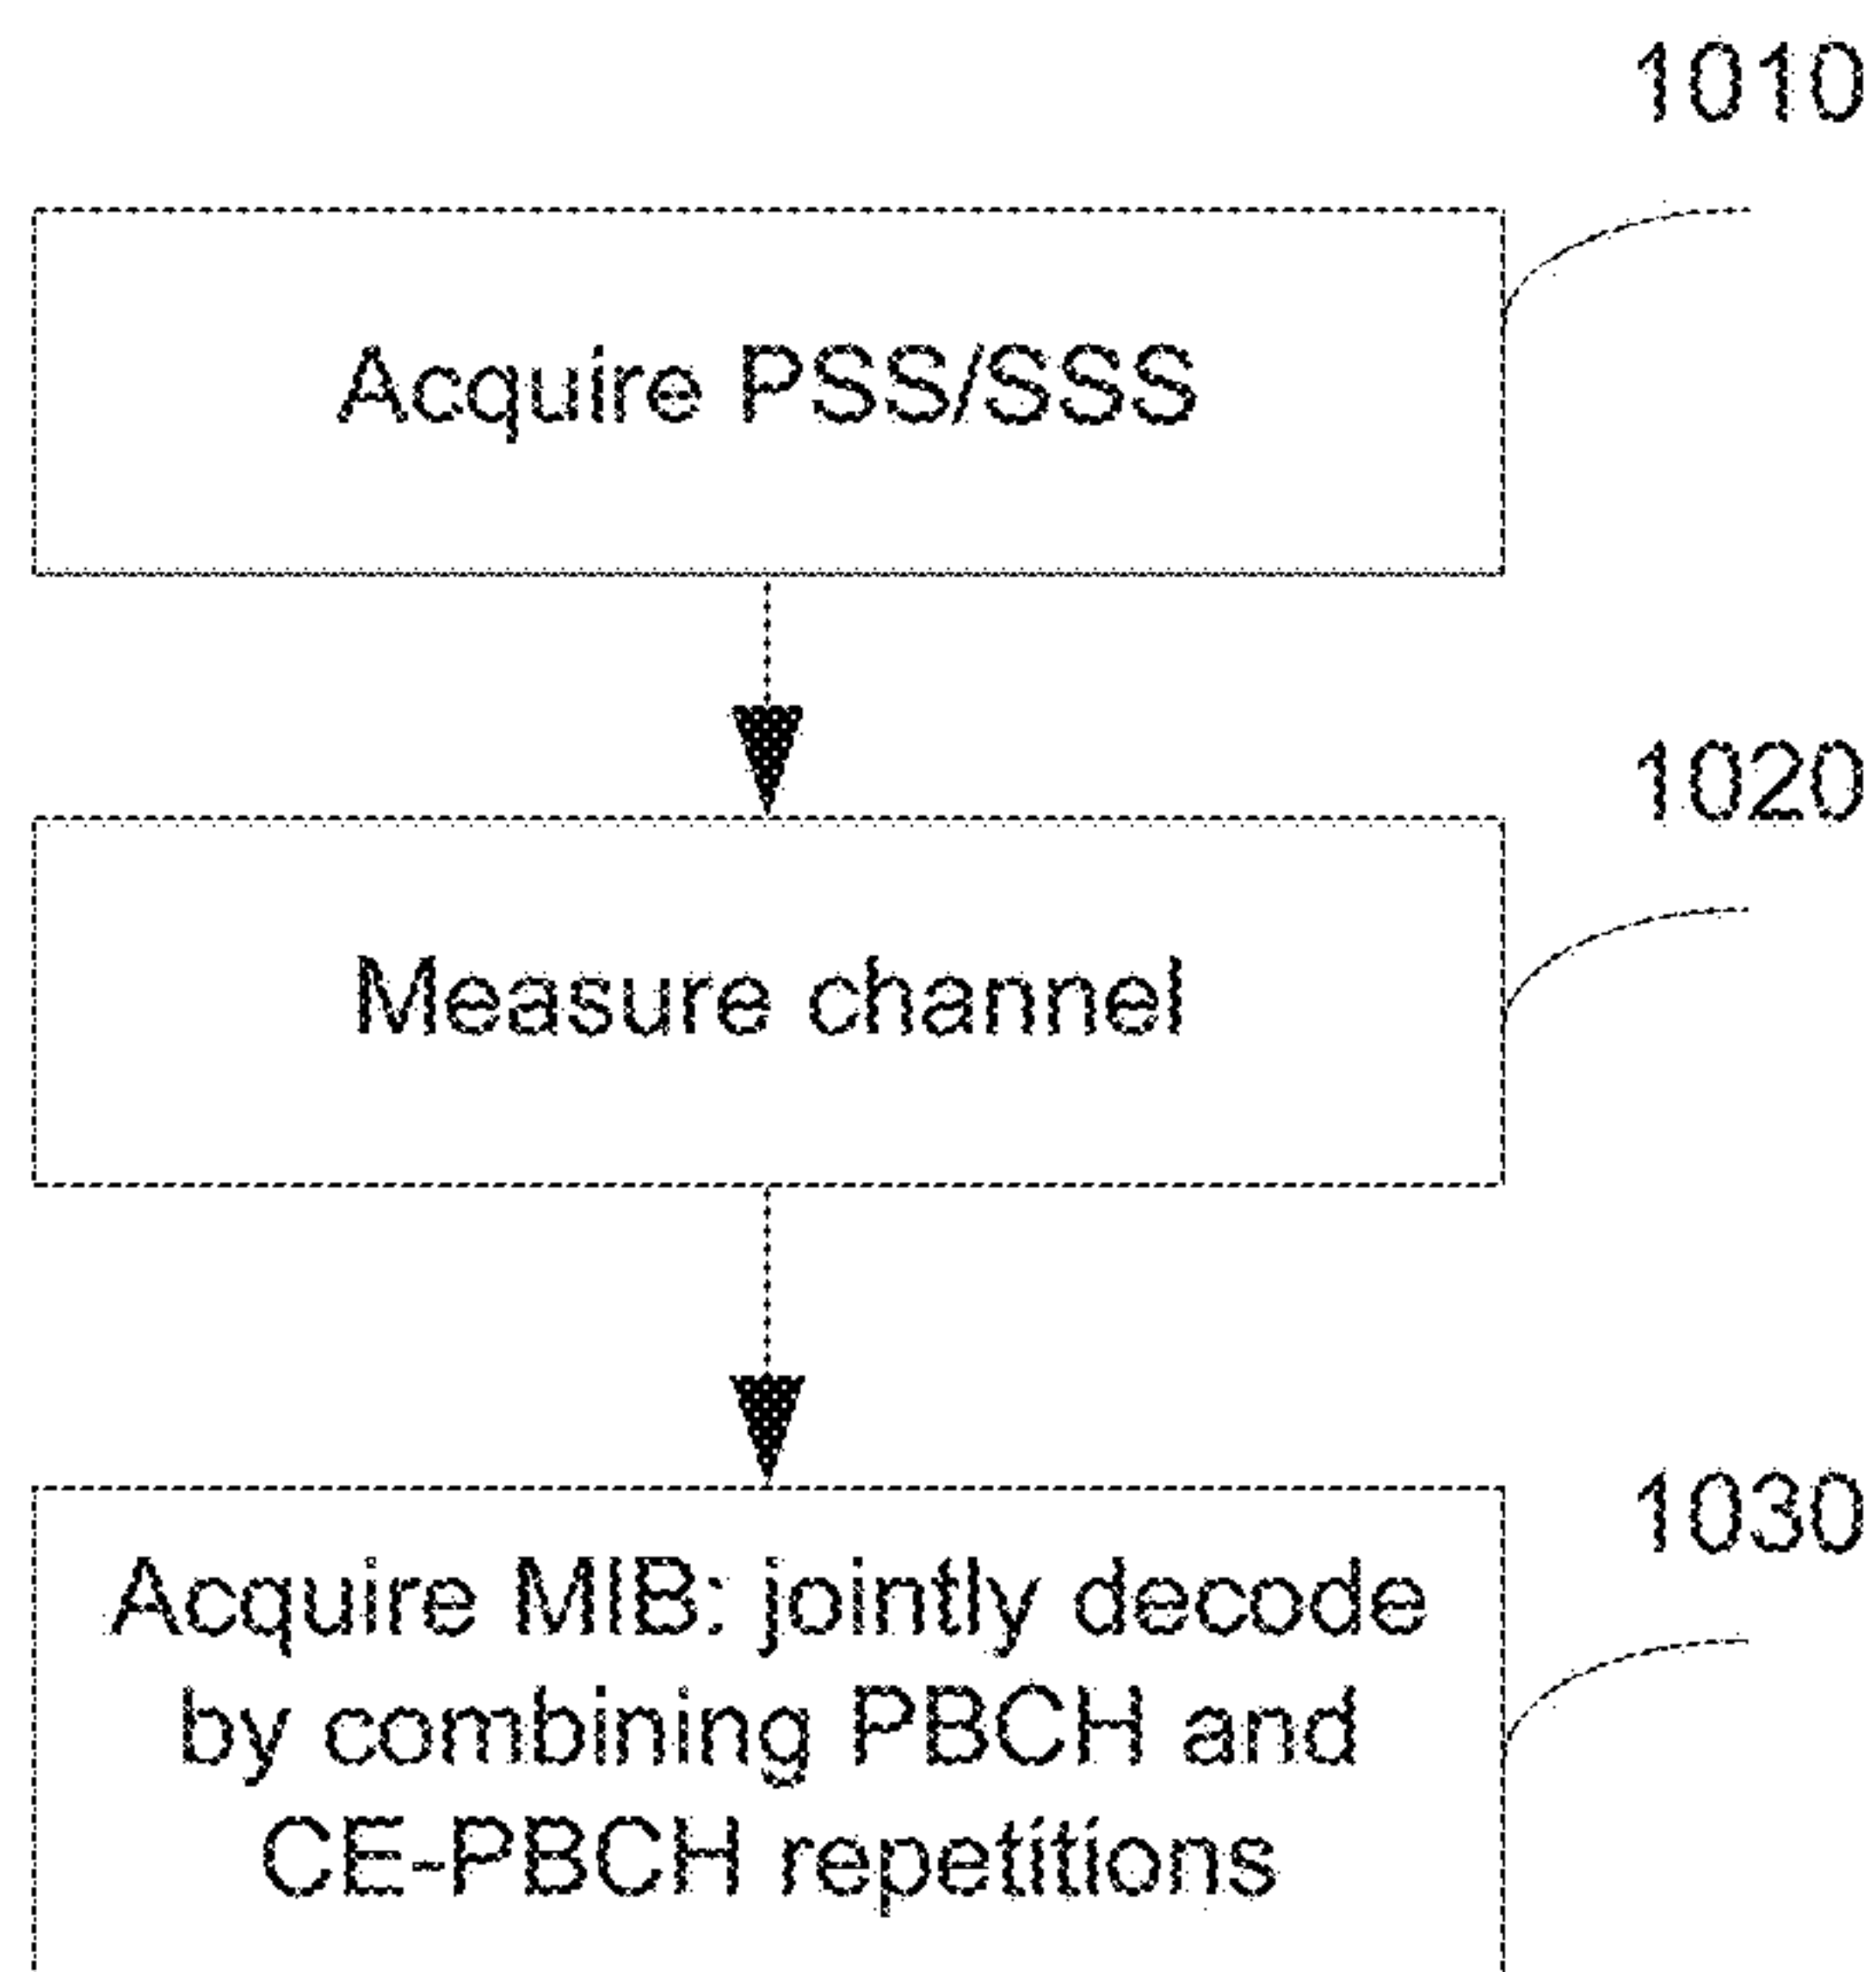 1010
Acquire PSS/SSS
1020
Measure channel
1030
Acquire MIB: jointly decode
by combining PBCH and
CE-PBCH repetitions